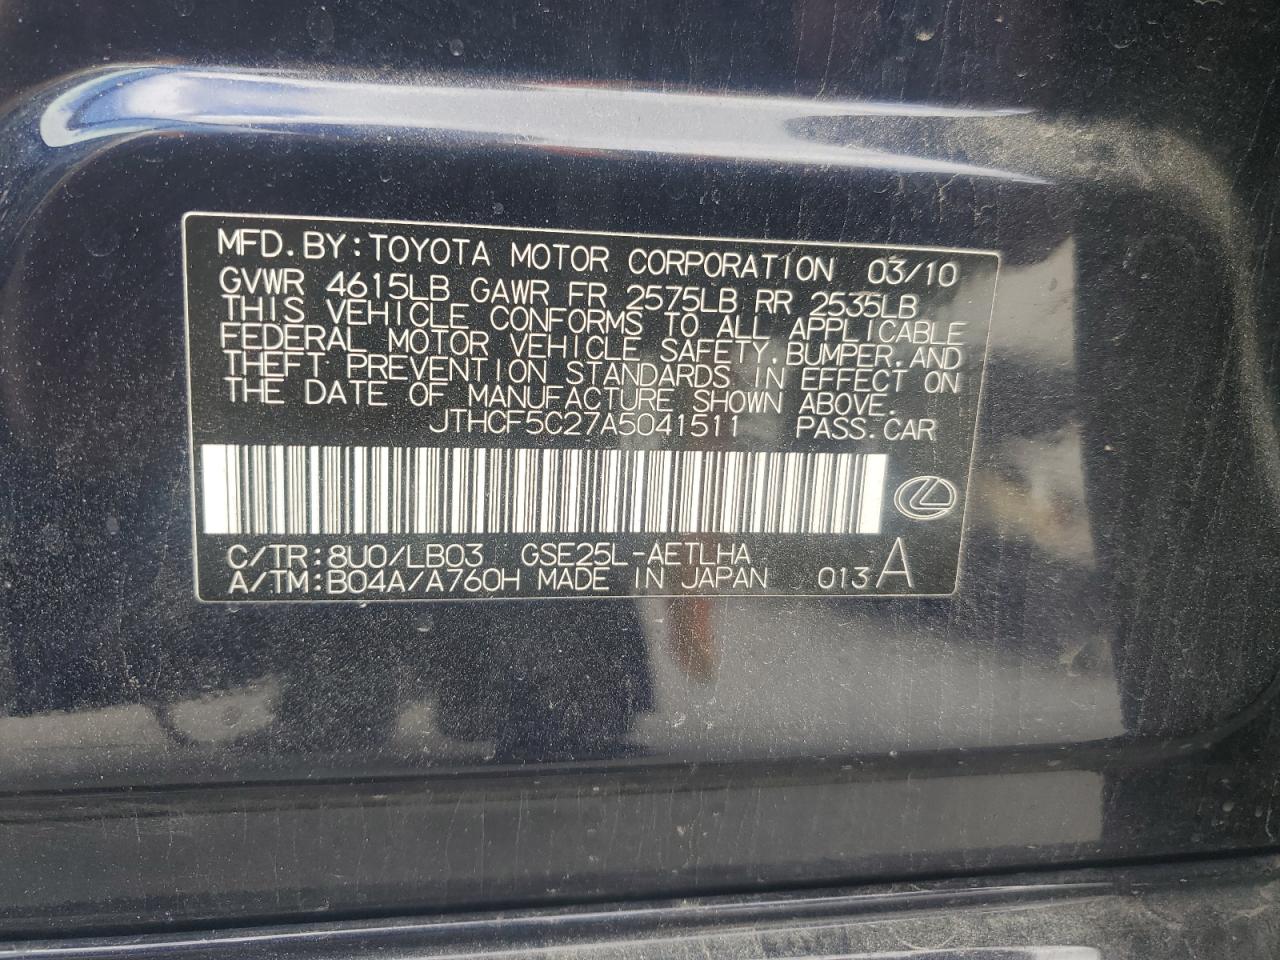 MFD.BY:TOYOTA MOTOR CORPORATION 03/10
GVWR 4615LB GAWR FR 2575LB RR 2535LB
THIS VEHICLE CONFORMS TO ALL APPLICABLE
FEDERAL MOTOR VEHICLE SAFETY,BUMPER,AND
THEFT PREVENTION STANDARDS IN EFFECT ON
THE DATE OF MANUFACTURE SHOWN ABOVE.
JTHCF5C27A5041511 PASS.CAR
C/TR:8U0/LB03 GSE25L-AETLHA
A/TM:B04A/A760H MADE IN JAPAN 013A